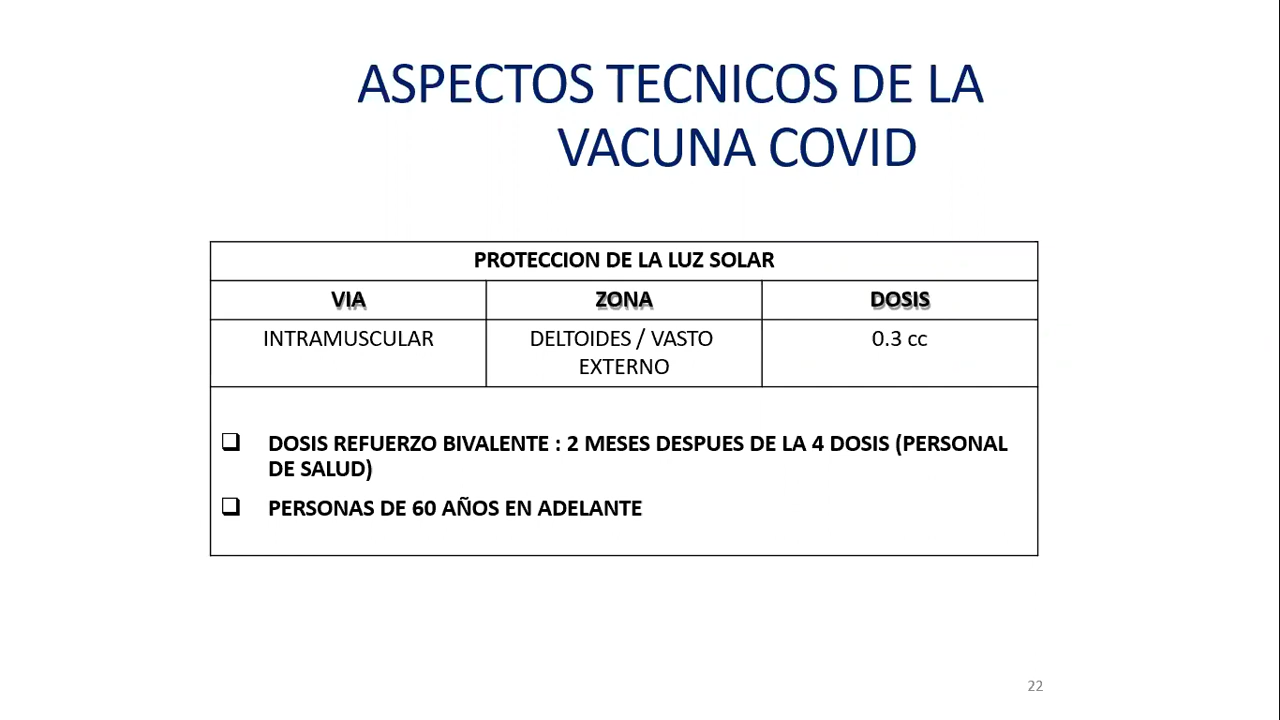 ASPECTOS TECNICOS DE LA
VACUNA COVID
PROTECCION DE LA LUZ SOLAR
VIA
ZONA
DOSIS
INTRAMUSCULAR
DELTOIDES / VASTO
EXTERNO
0.3 cc
DOSIS REFUERZO BIVALENTE : 2 MESES DESPUES DE LA 4 DOSIS (PERSONAL
DE SALUD)
PERSONAS DE 60 AÑOS EN ADELANTE
22